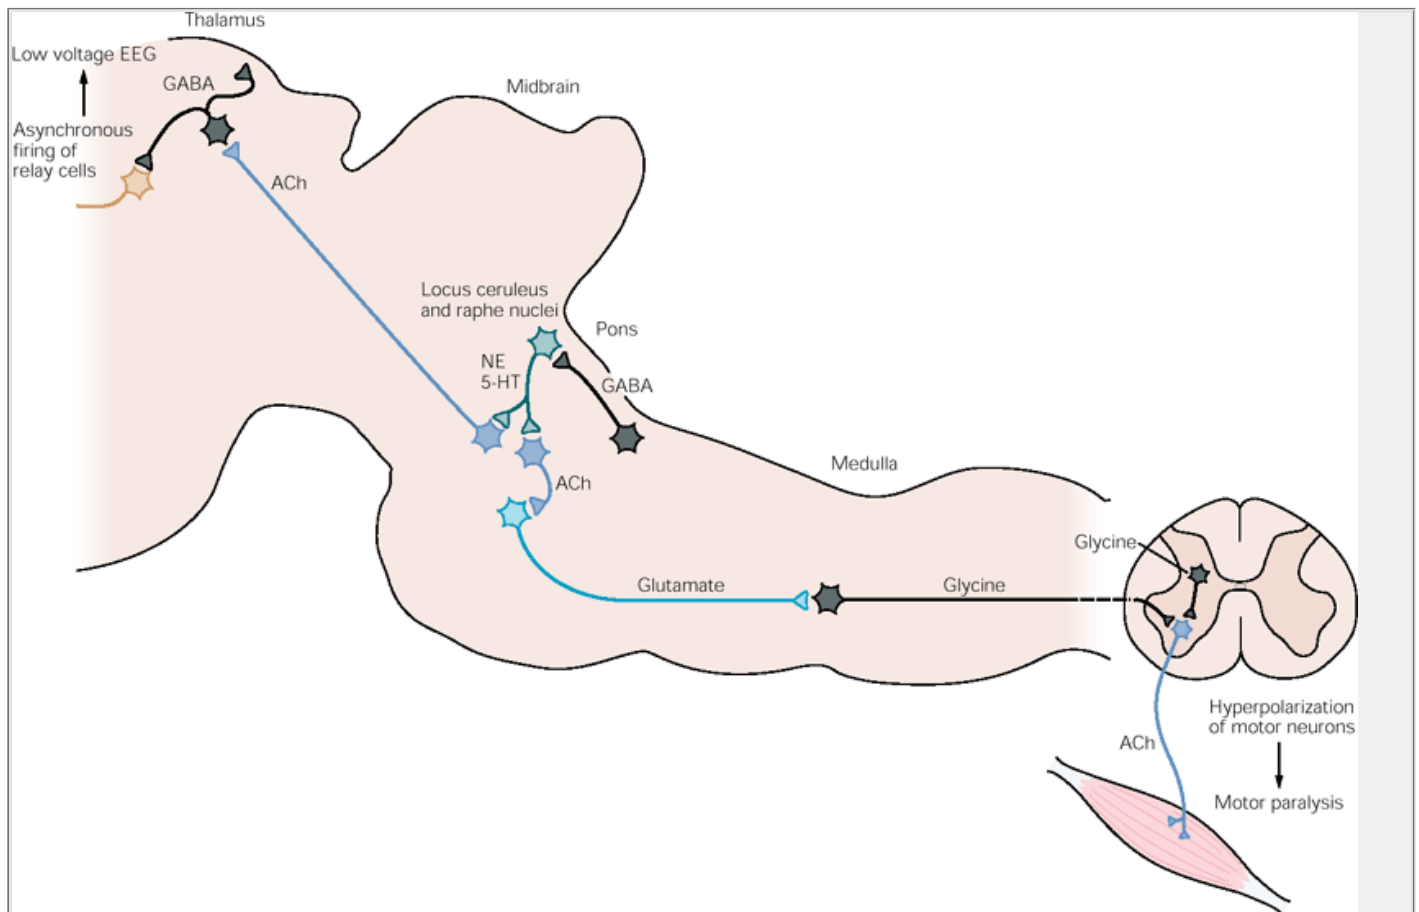 Thalamus
Low voltage EEG
GABA
Midbrain
Asynchronous
firing of
relay cells
ACh
Locus ceruleus
and raphe nuclei
Pons
NE
5-HT
GABA
Medulla
ACh
Glycine
Glutamate
Glycine
Hyperpolarization
of motor neurons
ACh
Motor paralysis